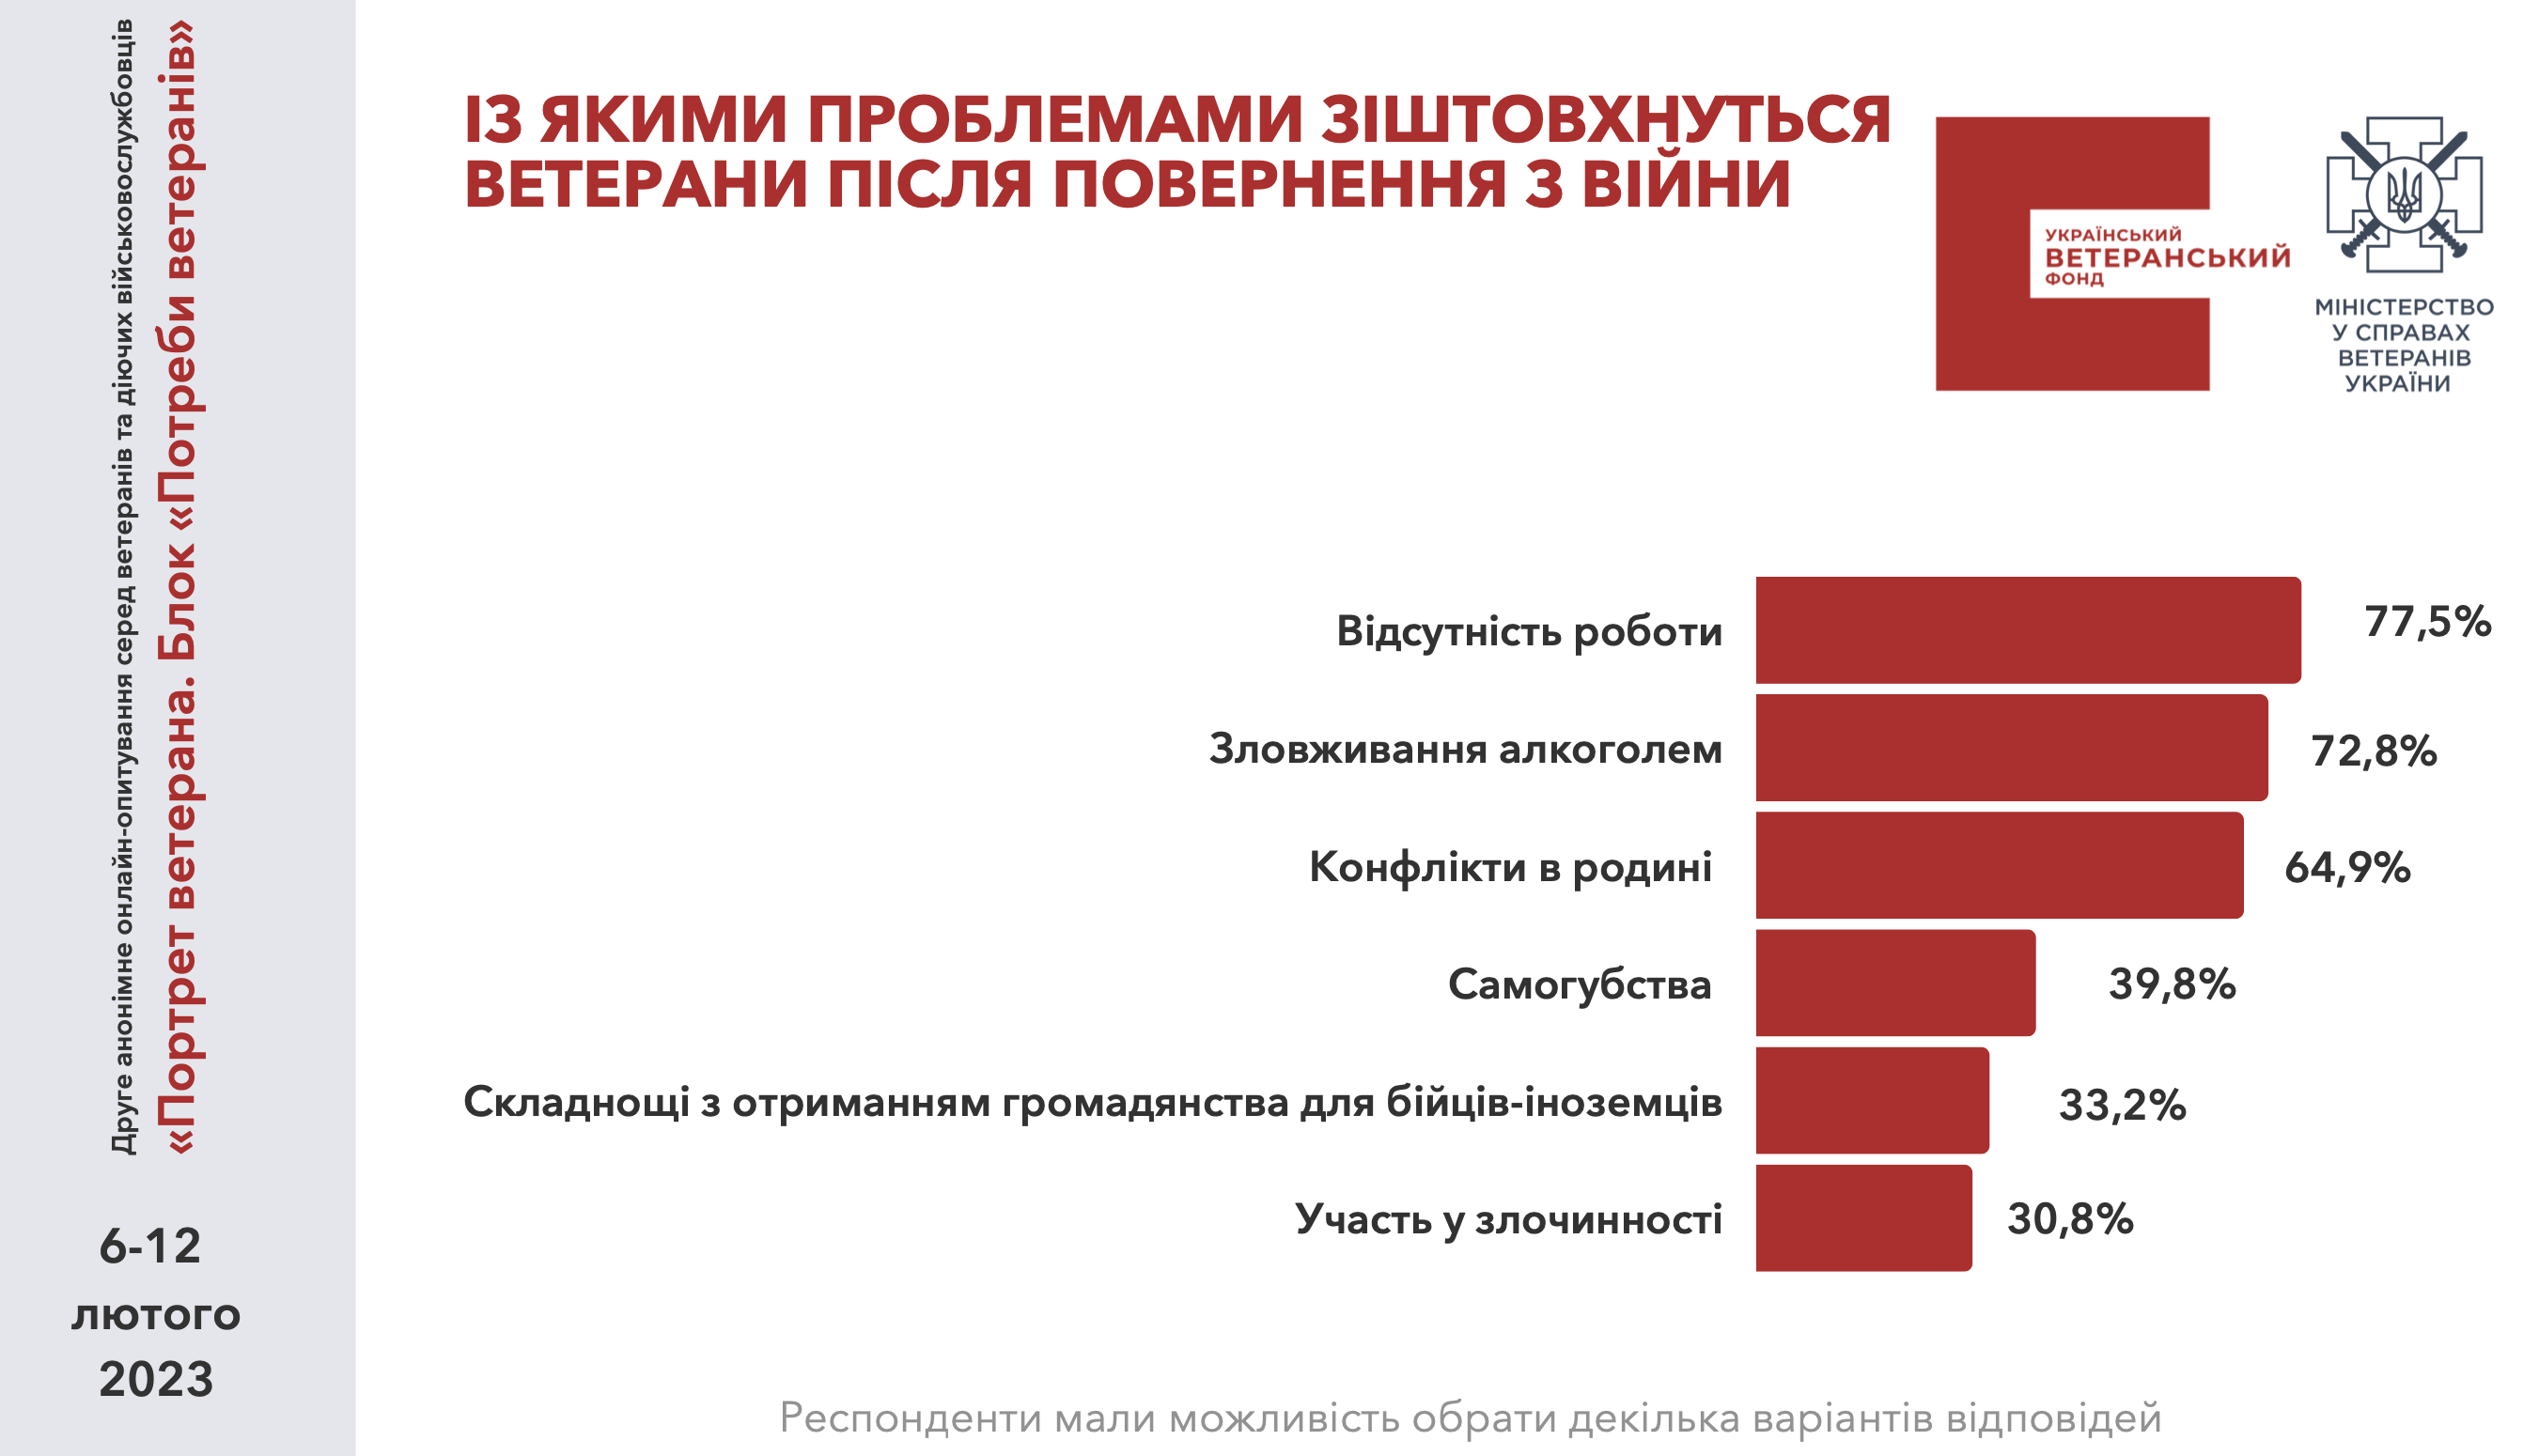 Друге анонімне онлайн-опитування серед ветеранів та діючих військовослужбовців
«Портрет ветерана. Блок «Потреби ветеранів»
6-12
лютого
2023
ІЗ ЯКИМИ ПРОБЛЕМАМИ ЗІШТОВХНУТЬСЯ
ВЕТЕРАНИ ПІСЛЯ ПОВЕРНЕННЯ З ВІЙНИ
УКРАЇНСЬКИЙ
ВЕТЕРАНСЬКИЙ
ФОНД
МІНІСТЕРСТВО
У СПРАВАХ
ВЕТЕРАНІВ
УКРАЇНИ
Відсутність роботи 77,5%
Зловживання алкоголем 72,8%
Конфлікти в родині 64,9%
Самогубства 39,8%
Складнощі з отриманням громадянства для бійців-іноземців 33,2%
Участь у злочинності 30,8%
Респонденти мали можливість обрати декілька варіантів відповідей